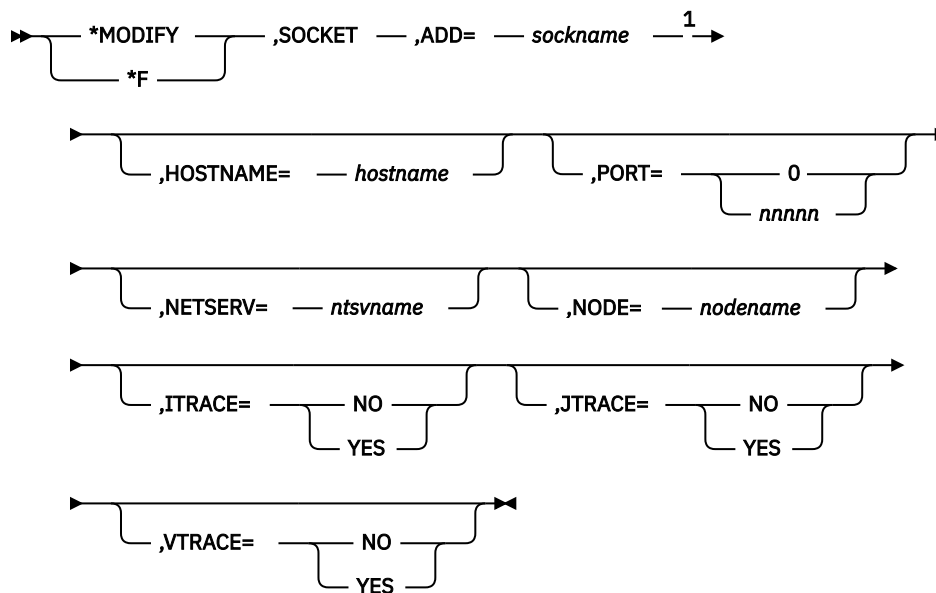 *MODIFY ,SOCKET ,ADD= sockname 1
*F
,HOSTNAME= hostname ,PORT= 0
nnnnn
,NETSERV= ntsvname ,NODE= nodename
,ITRACE= NO ,JTRACE= NO
YES YES
,VTRACE= NO
YES